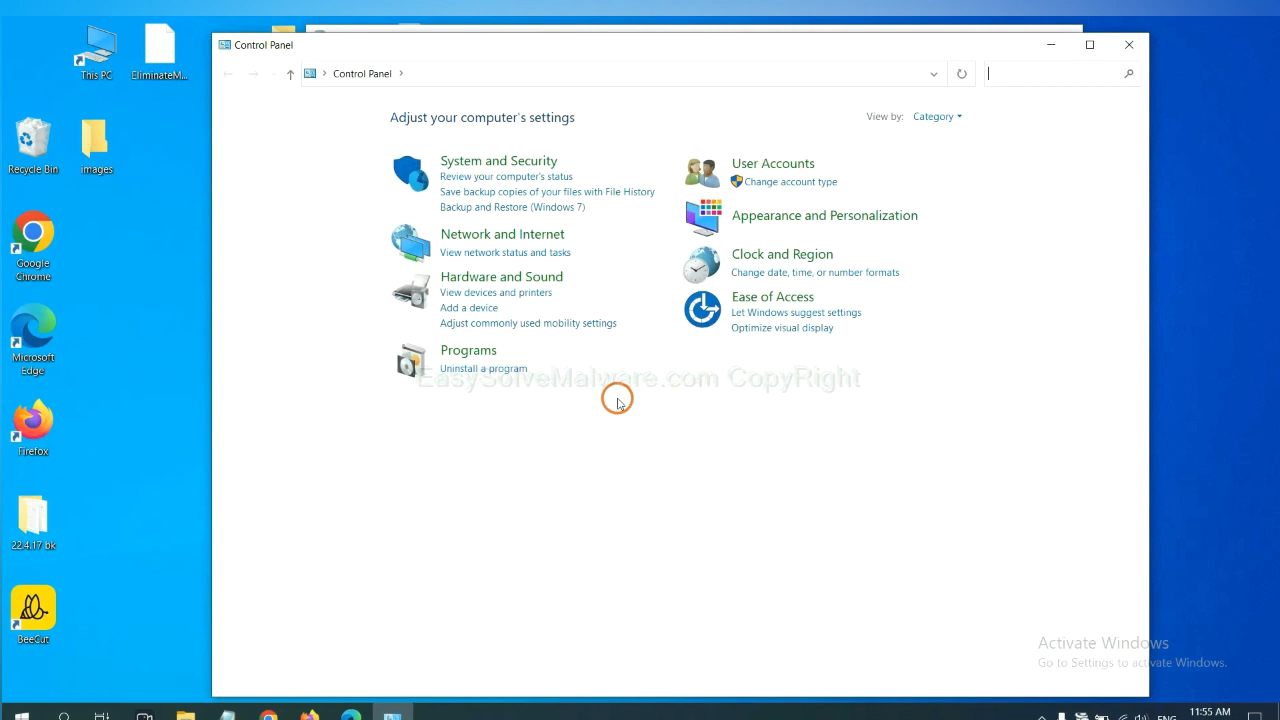 Control Panel
This PC
EliminateM...
Control Panel
Adjust your computer's settings
View by: Category
Recycle Bin
images
System and Security
Review your computer's status
Save backup copies of your files with File History
Backup and Restore (Windows 7)
User Accounts
Change account type
Appearance and Personalization
Network and Internet
View network status and tasks
Clock and Region
Change date, time, or number formats
Google
Chrome
Hardware and Sound
View devices and printers
Add a device
Adjust commonly used mobility settings
Ease of Access
Let Windows suggest settings
Optimize visual display
Microsoft
Edge
Programs
Uninstall a program
EasySolveMalware.com CopyRight
Firefox
22.4.17 bk
BeeCut
Activate Windows
Go to Settings to activate Windows.
ENG
11:55 AM